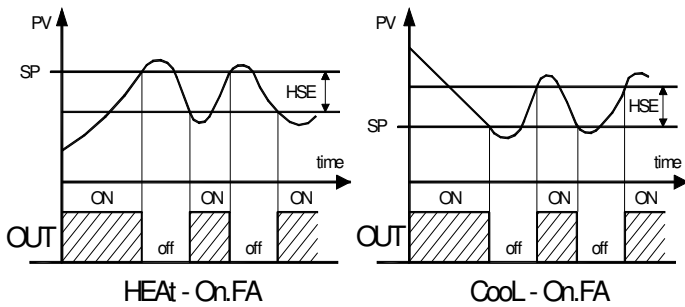 PV
SP
HSE
time
ON
ON
ON
OUT
off
off
HEAt - On.FA
PV
HSE
SP
time
ON
ON
ON
OUT
off
off
CooL - On.FA